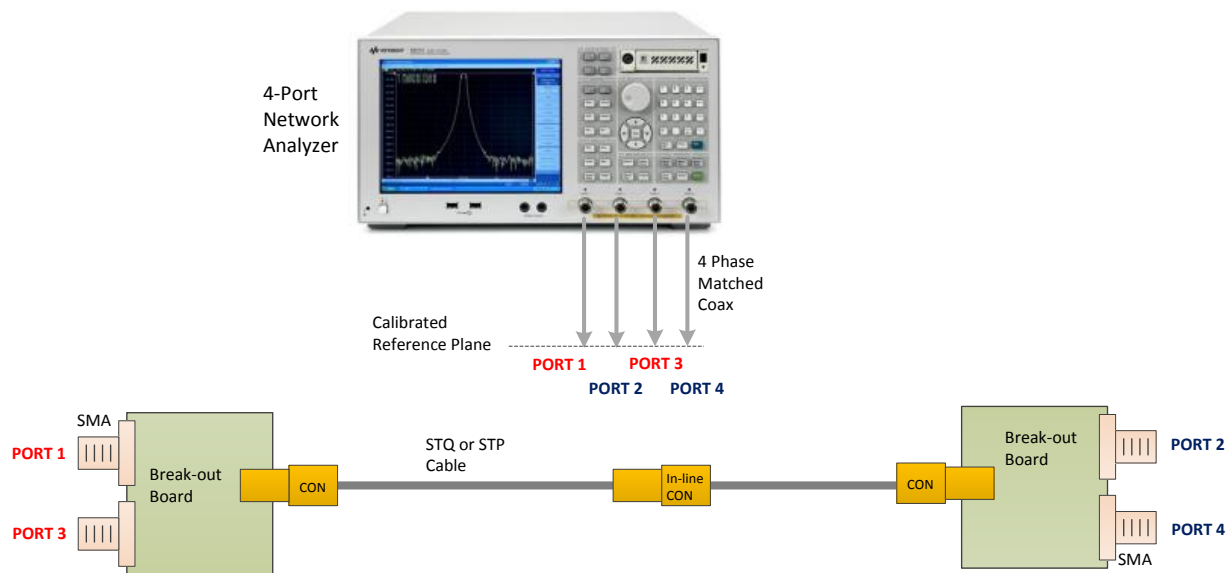 KEYSIGHT
4-Port
Network
Analyzer
4 Phase
Matched
Coax
Calibrated
Reference Plane
PORT 1
PORT 3
PORT 2
PORT 4
SMA
PORT 1
PORT 3
Break-out
Board
CON
STQ or STP
Cable
In-line
CON
CON
Break-out
Board
PORT 2
PORT 4
SMA